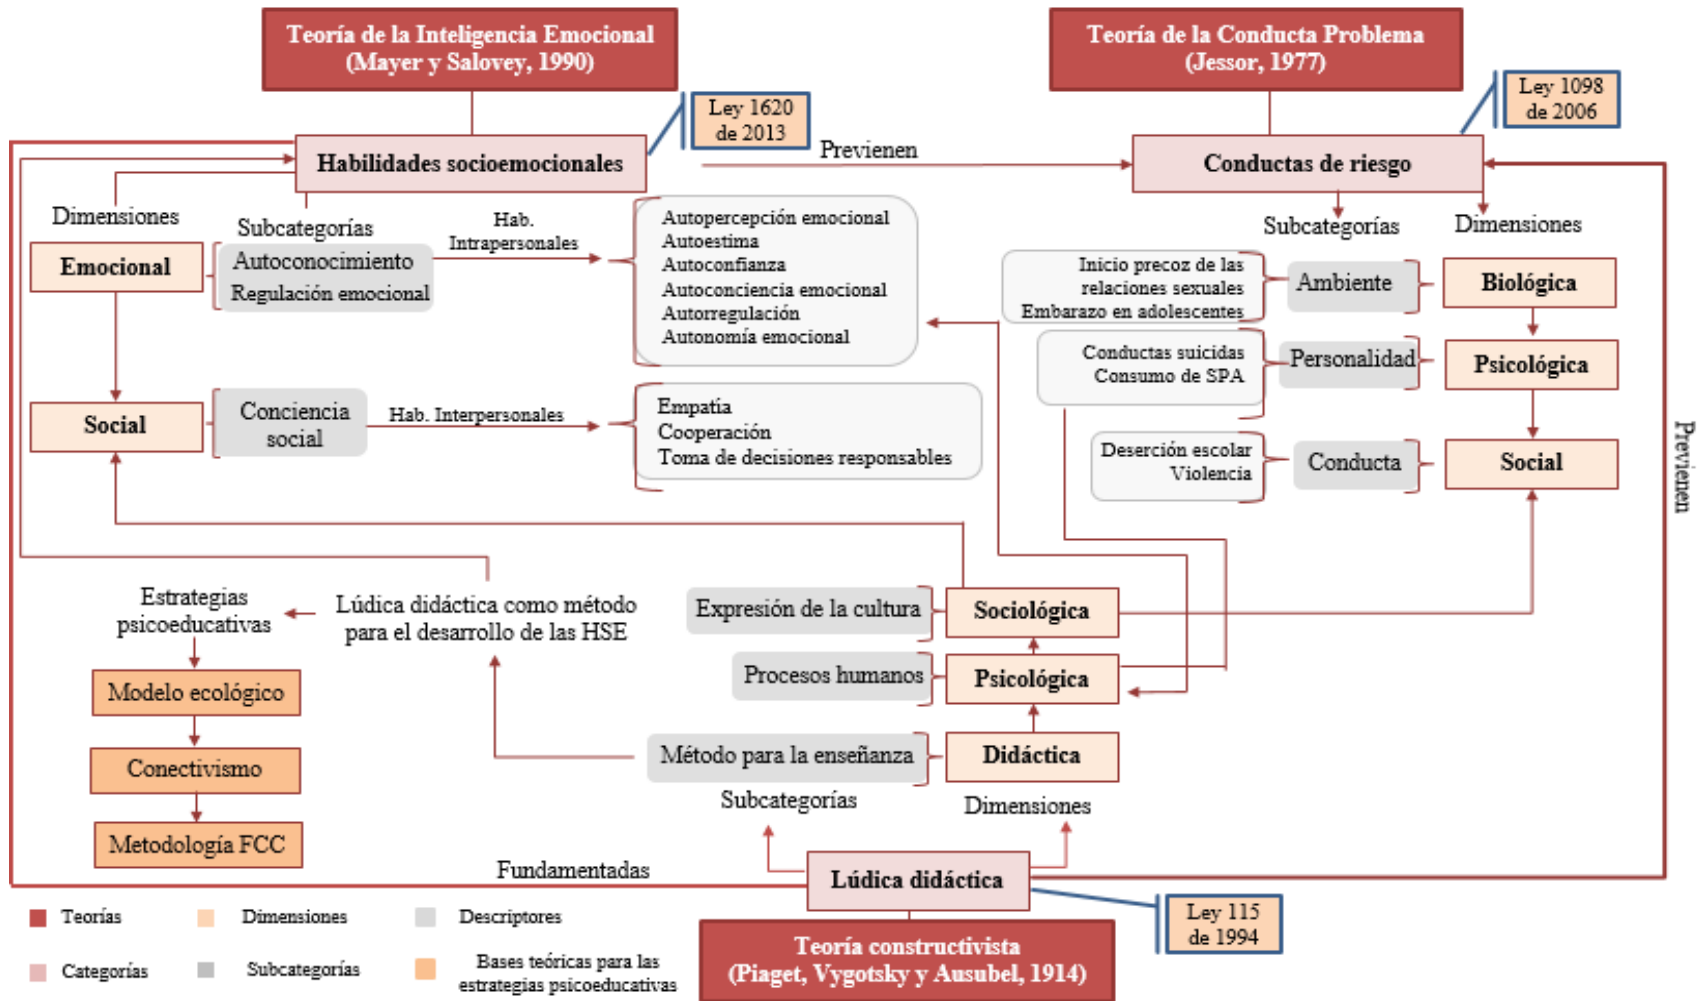 Teoría de la Inteligencia Emocional
(Mayer y Salovey, 1990)
Teoría de la Conducta Problema
(Jessor, 1977)
Ley 1620
de 2013
Ley 1098
de 2006
Habilidades socioemocionales
Previenen
Conductas de riesgo
Dimensiones
Subcategorías
Hab.
Intrapersonales
Autopercepción emocional
Autoestima
Autoconfianza
Autoconciencia emocional
Autorregulación
Autonomía emocional
Subcategorías
Dimensiones
Emocional
Autoconocimiento
Regulación emocional
Inicio precoz de las
relaciones sexuales
Embarazo en adolescentes
Ambiente
Biológica
Conductas suicidas
Consumo de SPA
Personalidad
Psicológica
Social
Conciencia
social
Hab. Interpersonales
Empatía
Cooperación
Toma de decisiones responsables
Deserción escolar
Violencia
Conducta
Social
Previenen
Estrategias
psicoeducativas
Lúdica didáctica como método
para el desarrollo de las HSE
Expresión de la cultura
Sociológica
Procesos humanos
Psicológica
Modelo ecológico
Método para la enseñanza
Didáctica
Conectivismo
Subcategorías
Dimensiones
Metodología FCC
Fundamentadas
Lúdica didáctica
Ley 115
de 1994
Teoría constructivista
(Piaget, Vygotsky y Ausubel, 1914)
Teorías
Dimensiones
Descriptores
Categorías
Subcategorías
Bases teóricas para las
estrategias psicoeducativas